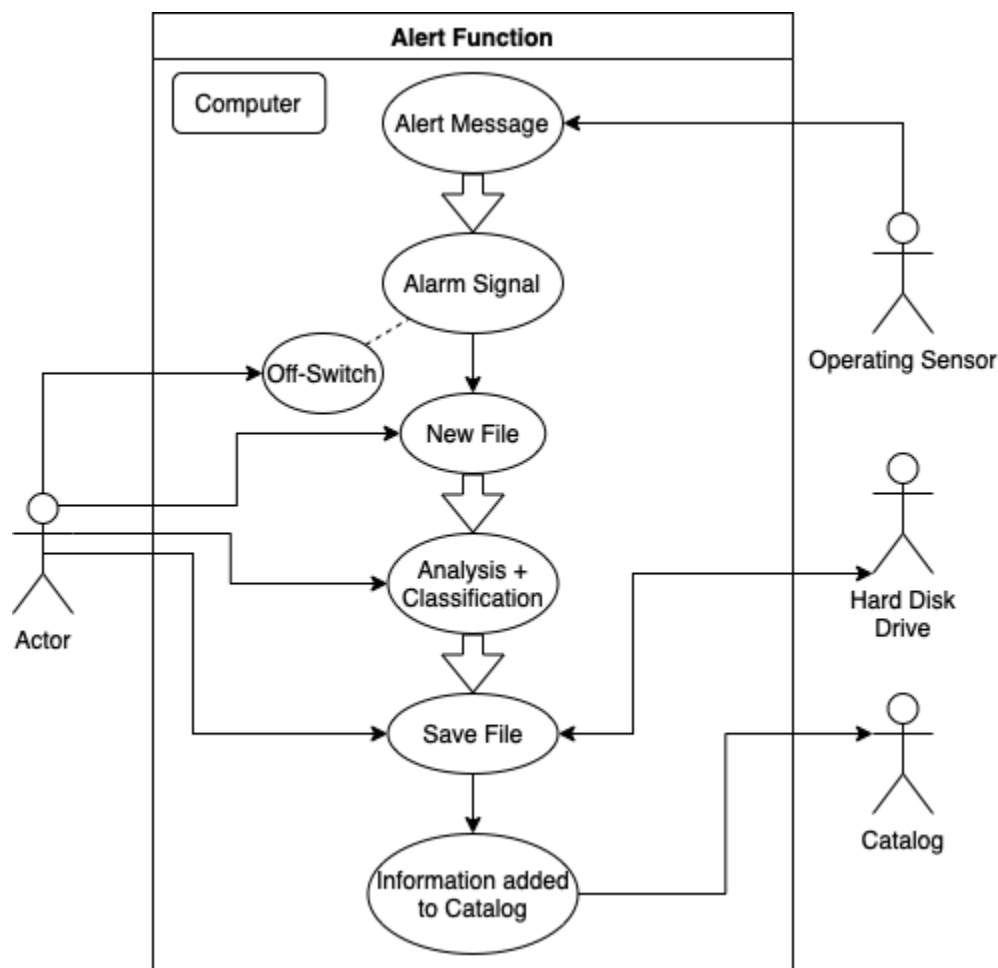 Alert Function
Computer
Alert Message
Alarm Signal
Operating Sensor
Off-Switch
New File
Analysis +
Classification
Hard Disk
Drive
Actor
Save File
Catalog
Information added
to Catalog